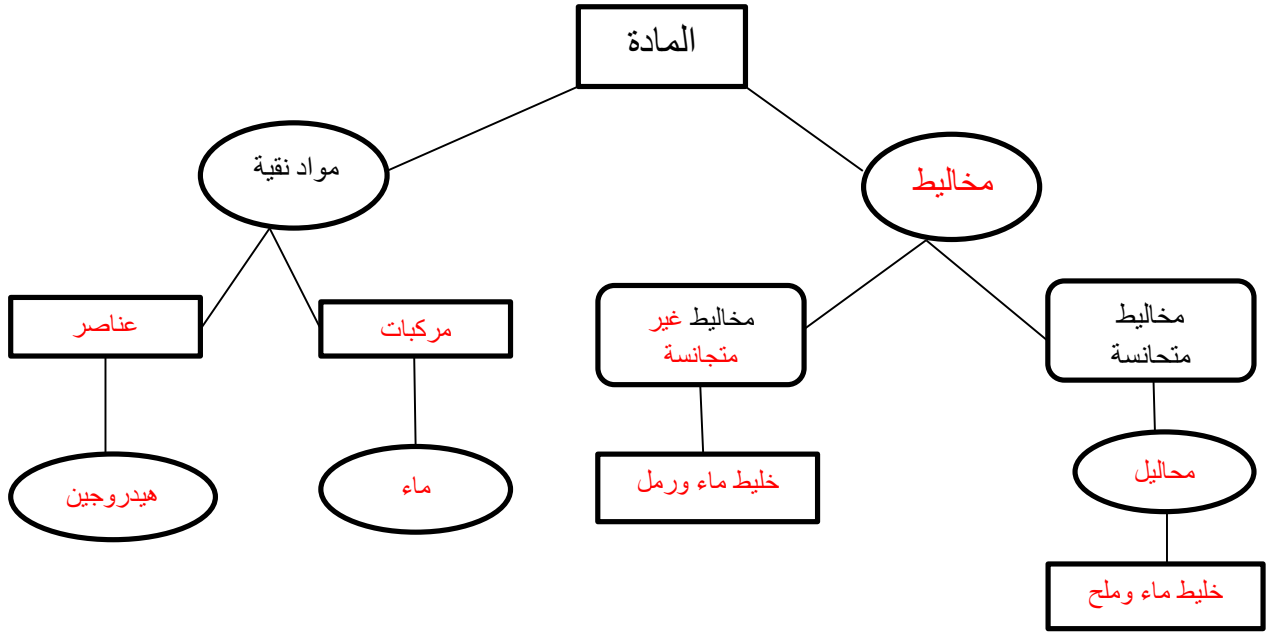 المادة
مخاليط
مواد نقية
مخاليط
متحانسة
مخاليط غير
متجانسة
مركبات
عناصر
محاليل
خليط ماء ورمل
ماء
هيدروجين
خليط ماء وملح